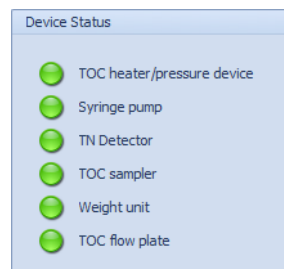 Device Status
TOC heater/pressure device
Syringe pump
TN Detector
TOC sampler
Weight unit
TOC flow plate